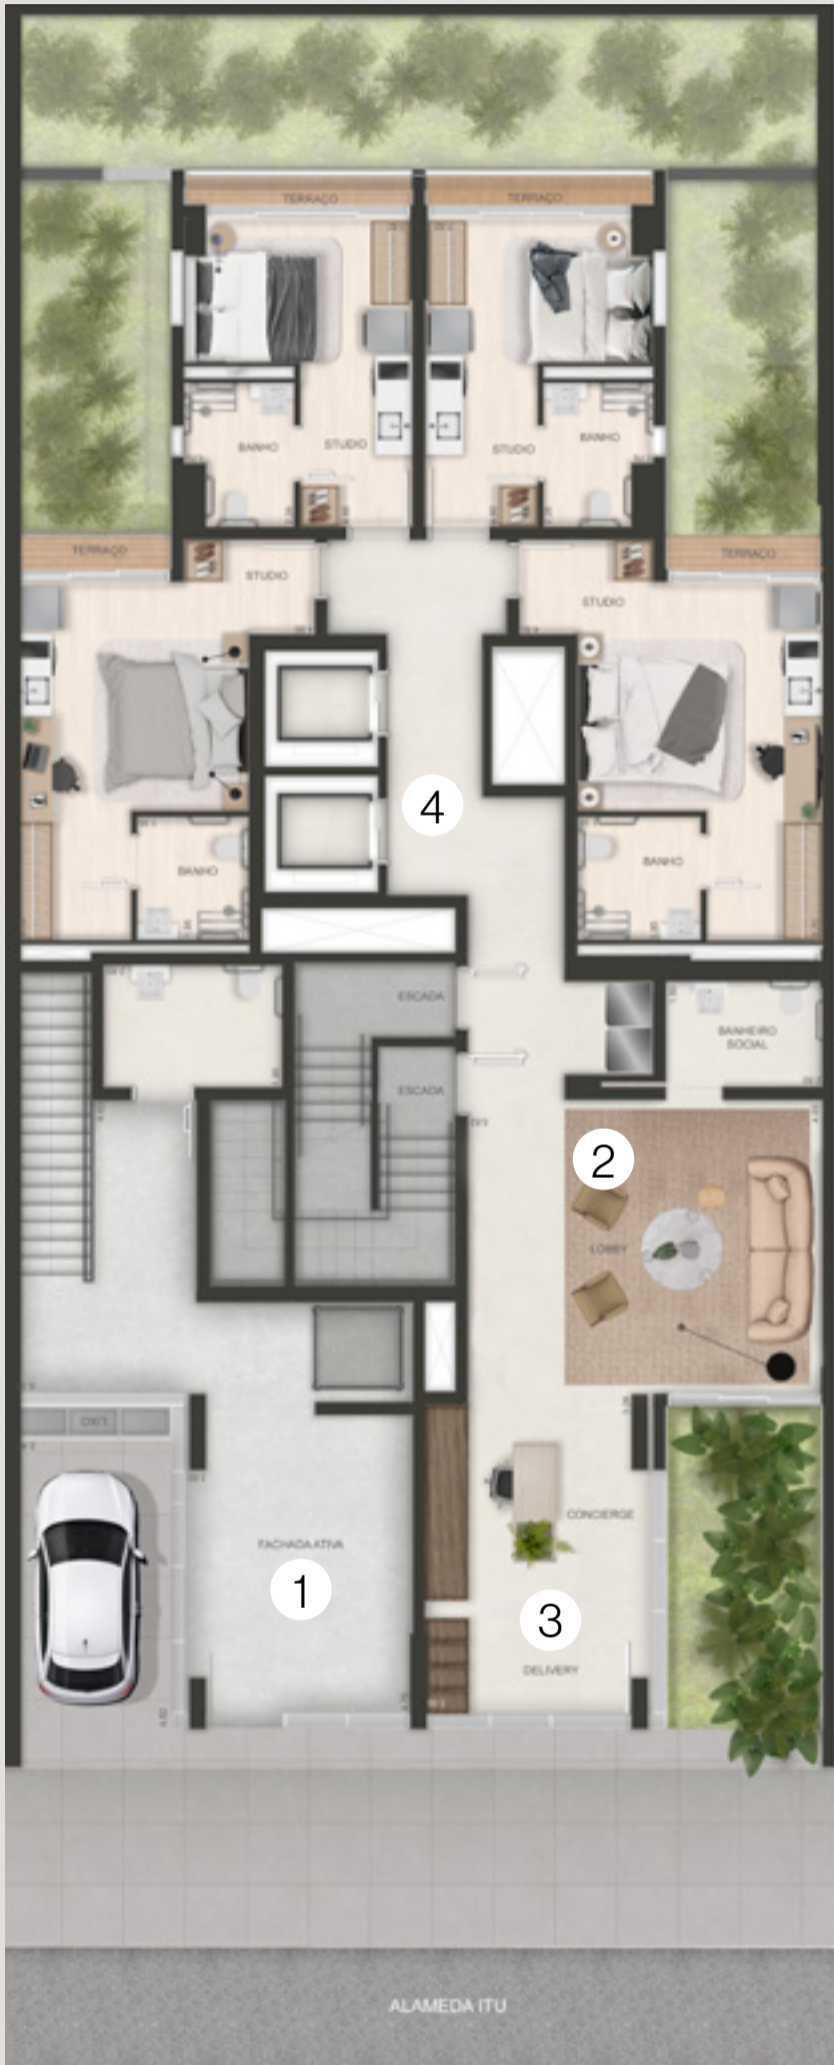 TERRAÇO
TERRAÇO
BANHO
STUDIO
STUDIO
BANHO
TERRAÇO
TERRAÇO
STUDIO
STUDIO
4
BANHO
BANHO
ESCADA
BANHEIRO
SOCIAL
ESCADA
2
LOBBY
LIXO
CONCIERGE
FACHADA ATIVA
1
3
DELIVERY
ALAMEDA ITU